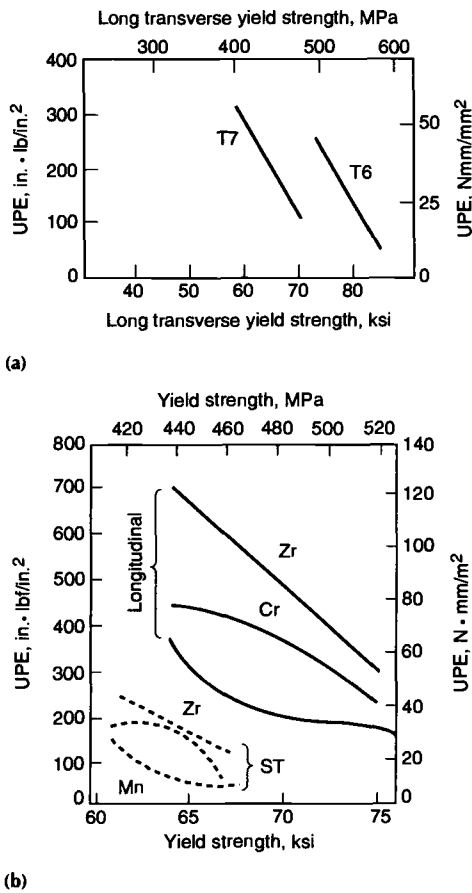 Long transverse yield strength, MPa
300 400 500 600
400
300
200
100
0
UPE, in. • lb/in.²
T7
T6
50
25
0
UPE, Nmm/mm²
40 50 60 70 80
Long transverse yield strength, ksi
(a)
Yield strength, MPa
420 440 460 480 500 520
800
700
600
500
400
300
200
100
0
UPE, in. • lbf/in.²
Longitudinal
Zr
Cr
Zr
ST
Mn
140
120
100
80
60
40
20
0
UPE, N • mm/m²
60 65 70 75
Yield strength, ksi
(b)